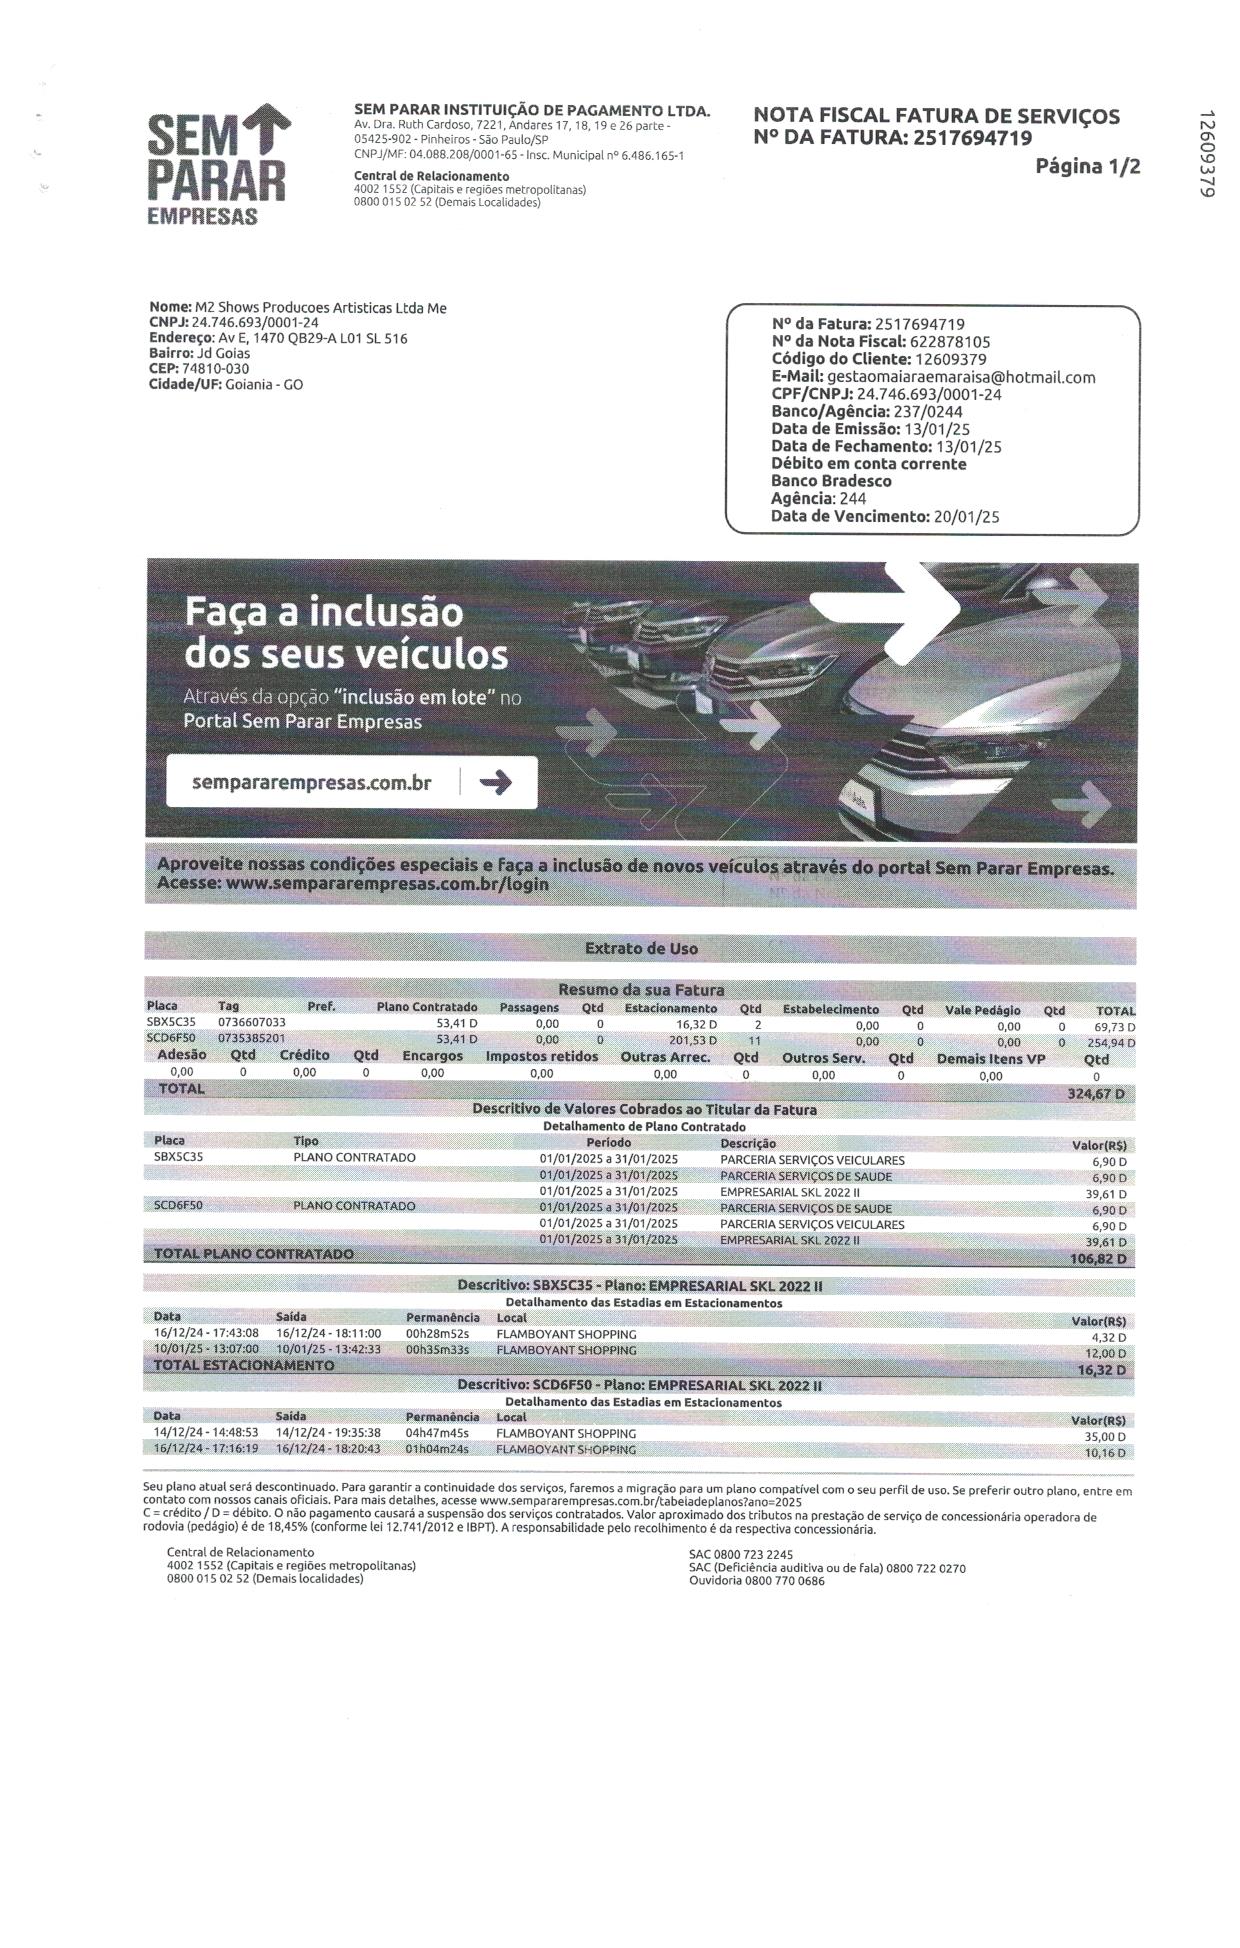 SEM
PARAR
EMPRESAS
SEM PARAR INSTITUIÇÃO DE PAGAMENTO LTDA.
Av. Dra. Ruth Cardoso, 7221, Andares 17, 18, 19 e 26 parte -
05425-902 - Pinheiros - São Paulo/SP
CNPJ/MF: 04.088.208/0001-65 - Insc. Municipal nº 6.486.165-1
Central de Relacionamento
4002 1552 (Capitais e regiões metropolitanas)
0800 015 02 52 (Demais Localidades)
NOTA FISCAL FATURA DE SERVIÇOS
Nº DA FATURA: 2517694719
Página 1/2
12609379
Nome: M2 Shows Producoes Artisticas Ltda Me
CNPJ: 24.746.693/0001-24
Endereço: Av E, 1470 QB29-A L01 SL 516
Bairro: Jd Goias
CEP: 74810-030
Cidade/UF: Goiania - GO
Nº da Fatura: 2517694719
Nº da Nota Fiscal: 622878105
Código do Cliente: 12609379
E-Mail: gestaomaiaraemaraisa@hotmail.com
CPF/CNPJ: 24.746.693/0001-24
Banco/Agência: 237/0244
Data de Emissão: 13/01/25
Data de Fechamento: 13/01/25
Débito em conta corrente
Banco Bradesco
Agência: 244
Data de Vencimento: 20/01/25
Faça a inclusão
dos seus veículos
Através da opção “inclusão em lote” no
Portal Sem Parar Empresas
sempararempresas.com.br
Aproveite nossas condições especiais e faça a inclusão de novos veículos através do portal Sem Parar Empresas.
Acesse: www.sempararempresas.com.br/login
Extrato de Uso
Resumo da sua Fatura
Placa Tag Pref. Plano Contratado Passagens Qtd Estacionamento Qtd Estabelecimento Qtd Vale Pedágio Qtd TOTAL
SBX5C35 0736607033 53,41 D 0,00 0 16,32 D 2 0,00 0 0,00 0 69,73 D
SCD6F50 0735385201 53,41 D 0,00 0 201,53 D 11 0,00 0 0,00 0 254,94 D
Adesão Qtd Crédito Qtd Encargos Impostos retidos Outras Arrec. Qtd Outros Serv. Qtd Demais Itens VP Qtd
0,00 0 0,00 0 0,00 0,00 0,00 0 0,00 0 0,00 0
TOTAL 324,67 D
Descritivo de Valores Cobrados ao Titular da Fatura
Detalhamento de Plano Contratado
Placa Tipo Período Descrição Valor(R$)
SBX5C35 PLANO CONTRATADO 01/01/2025 a 31/01/2025 PARCERIA SERVIÇOS VEICULARES 6,90 D
01/01/2025 a 31/01/2025 PARCERIA SERVIÇOS DE SAUDE 6,90 D
01/01/2025 a 31/01/2025 EMPRESARIAL SKL 2022 II 39,61 D
SCD6F50 PLANO CONTRATADO 01/01/2025 a 31/01/2025 PARCERIA SERVIÇOS DE SAUDE 6,90 D
01/01/2025 a 31/01/2025 PARCERIA SERVIÇOS VEICULARES 6,90 D
01/01/2025 a 31/01/2025 EMPRESARIAL SKL 2022 II 39,61 D
TOTAL PLANO CONTRATADO 106,82 D
Descritivo: SBX5C35 - Plano: EMPRESARIAL SKL 2022 II
Detalhamento das Estadias em Estacionamentos
Data Saída Permanência Local Valor(R$)
16/12/24 - 17:43:08 16/12/24 - 18:11:00 00h28m52s FLAMBOYANT SHOPPING 4,32 D
10/01/25 - 13:07:00 10/01/25 - 13:42:33 00h35m33s FLAMBOYANT SHOPPING 12,00 D
TOTAL ESTACIONAMENTO 16,32 D
Descritivo: SCD6F50 - Plano: EMPRESARIAL SKL 2022 II
Detalhamento das Estadias em Estacionamentos
Data Saída Permanência Local Valor(R$)
14/12/24 - 14:48:53 14/12/24 - 19:35:38 04h47m45s FLAMBOYANT SHOPPING 35,00 D
16/12/24 - 17:16:19 16/12/24 - 18:20:43 01h04m24s FLAMBOYANT SHOPPING 10,16 D
Seu plano atual será descontinuado. Para garantir a continuidade dos serviços, faremos a migração para um plano compatível com o seu perfil de uso. Se preferir outro plano, entre em
contato com nossos canais oficiais. Para mais detalhes, acesse www.sempararempresas.com.br/tabeladeplanos?ano=2025
C = crédito / D = débito. O não pagamento causará a suspensão dos serviços contratados. Valor aproximado dos tributos na prestação de serviço de concessionária operadora de
rodovia (pedágio) é de 18,45% (conforme lei 12.741/2012 e IBPT). A responsabilidade pelo recolhimento é da respectiva concessionária.
Central de Relacionamento
4002 1552 (Capitais e regiões metropolitanas)
0800 015 02 52 (Demais localidades)
SAC 0800 723 2245
SAC (Deficiência auditiva ou de fala) 0800 722 0270
Ouvidoria 0800 770 0686